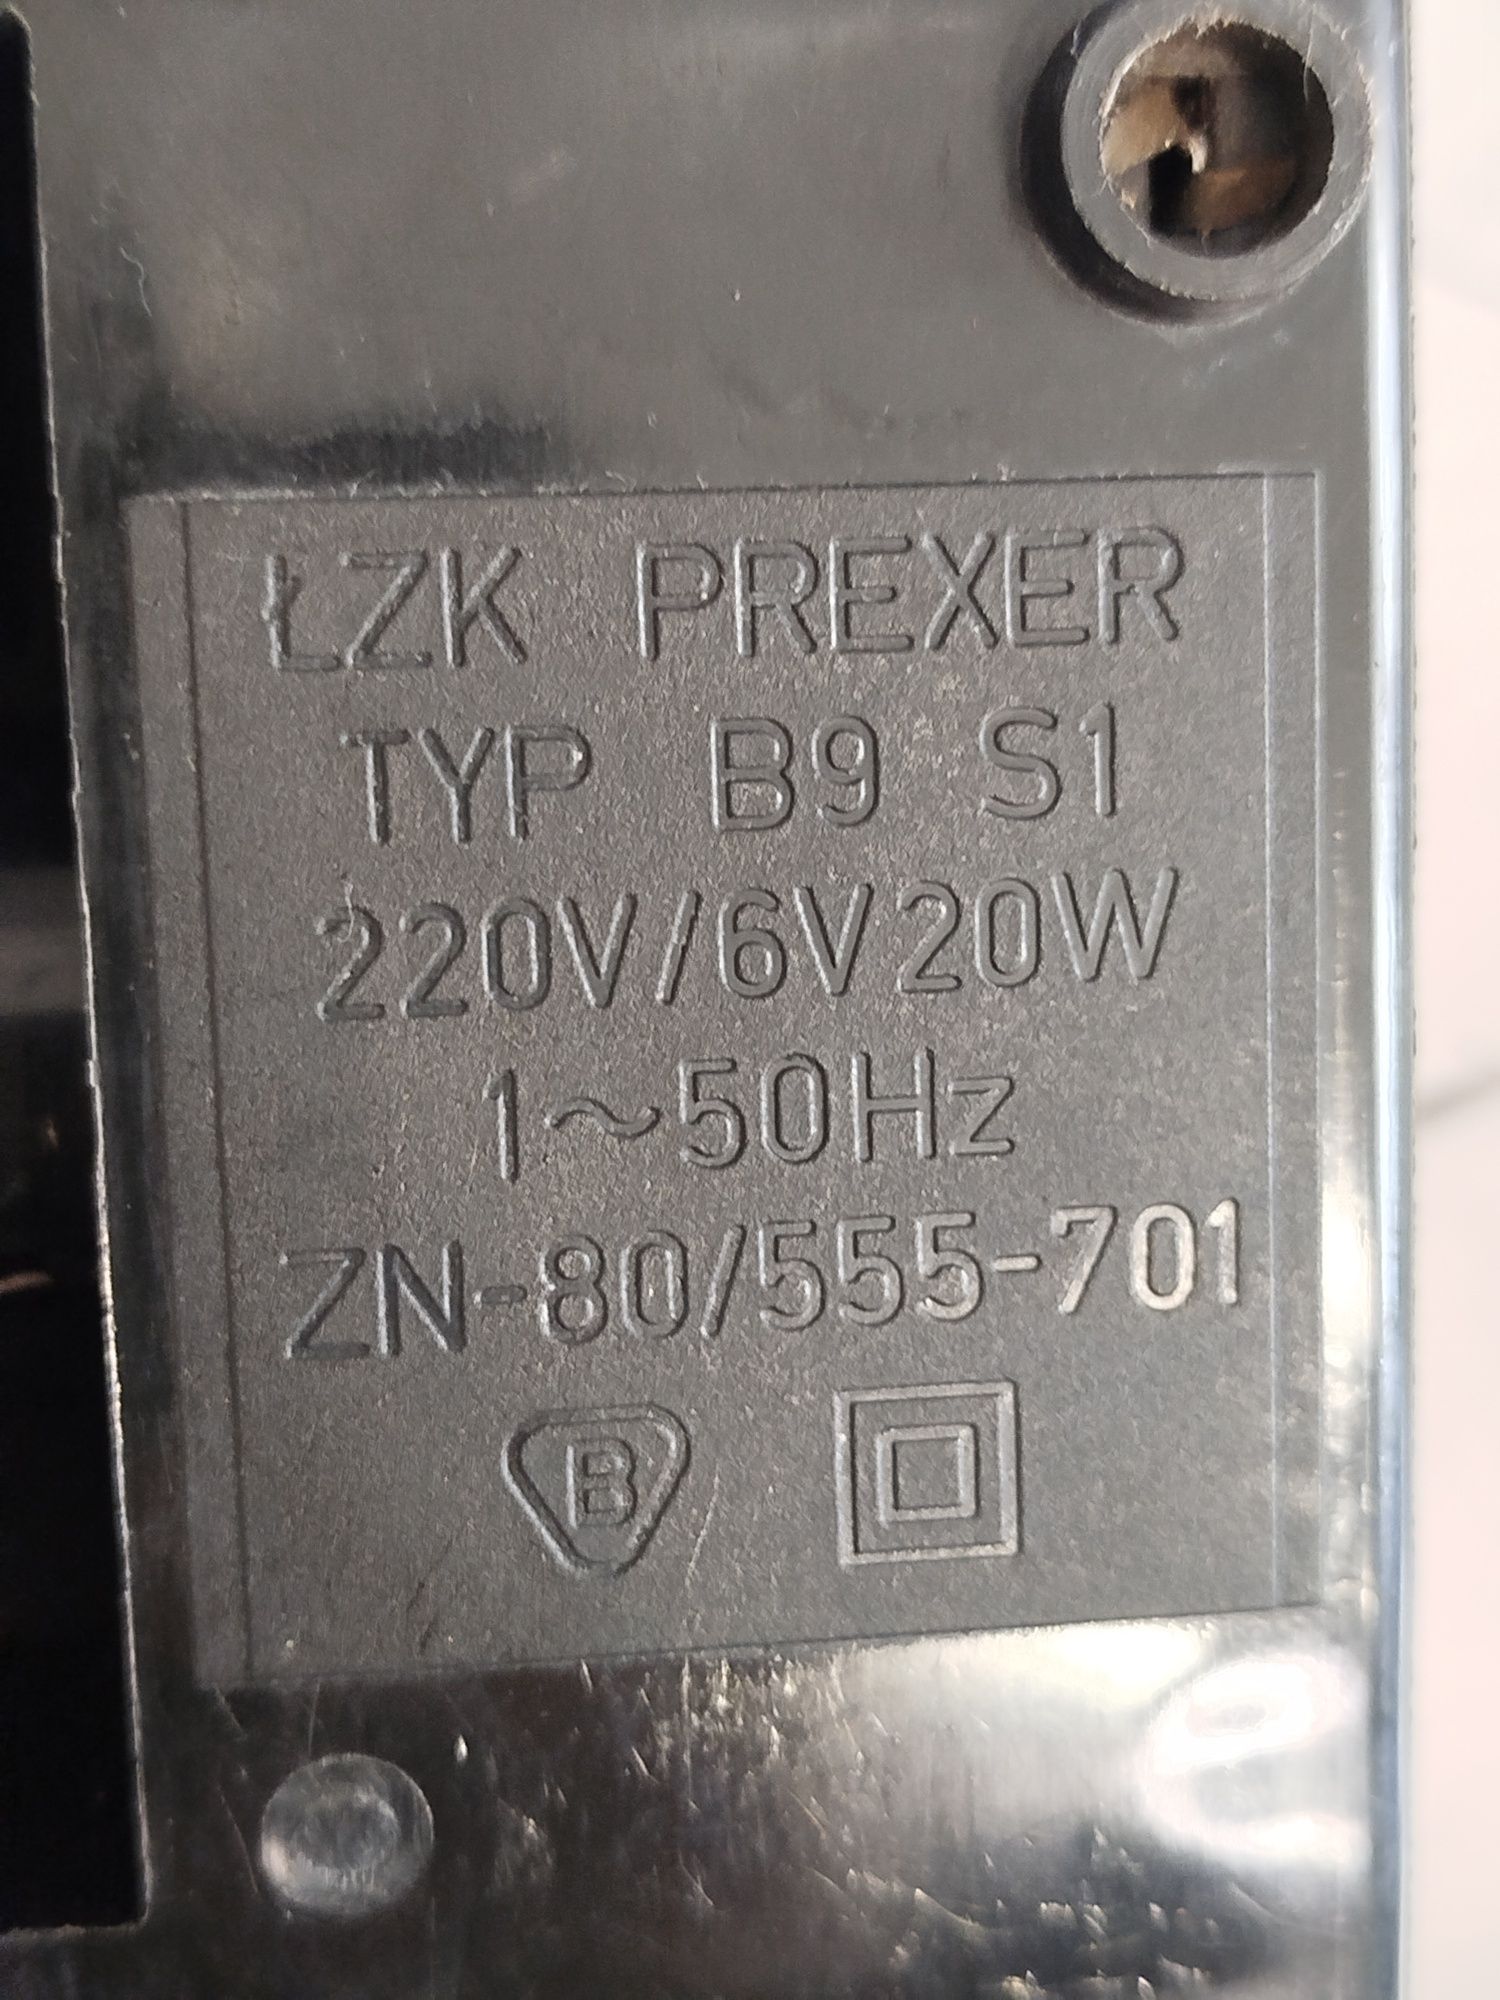 ŁZK PREXER
TYP B9 S1
220V/6V 20W
1~50Hz
ZN-80/555-701
B